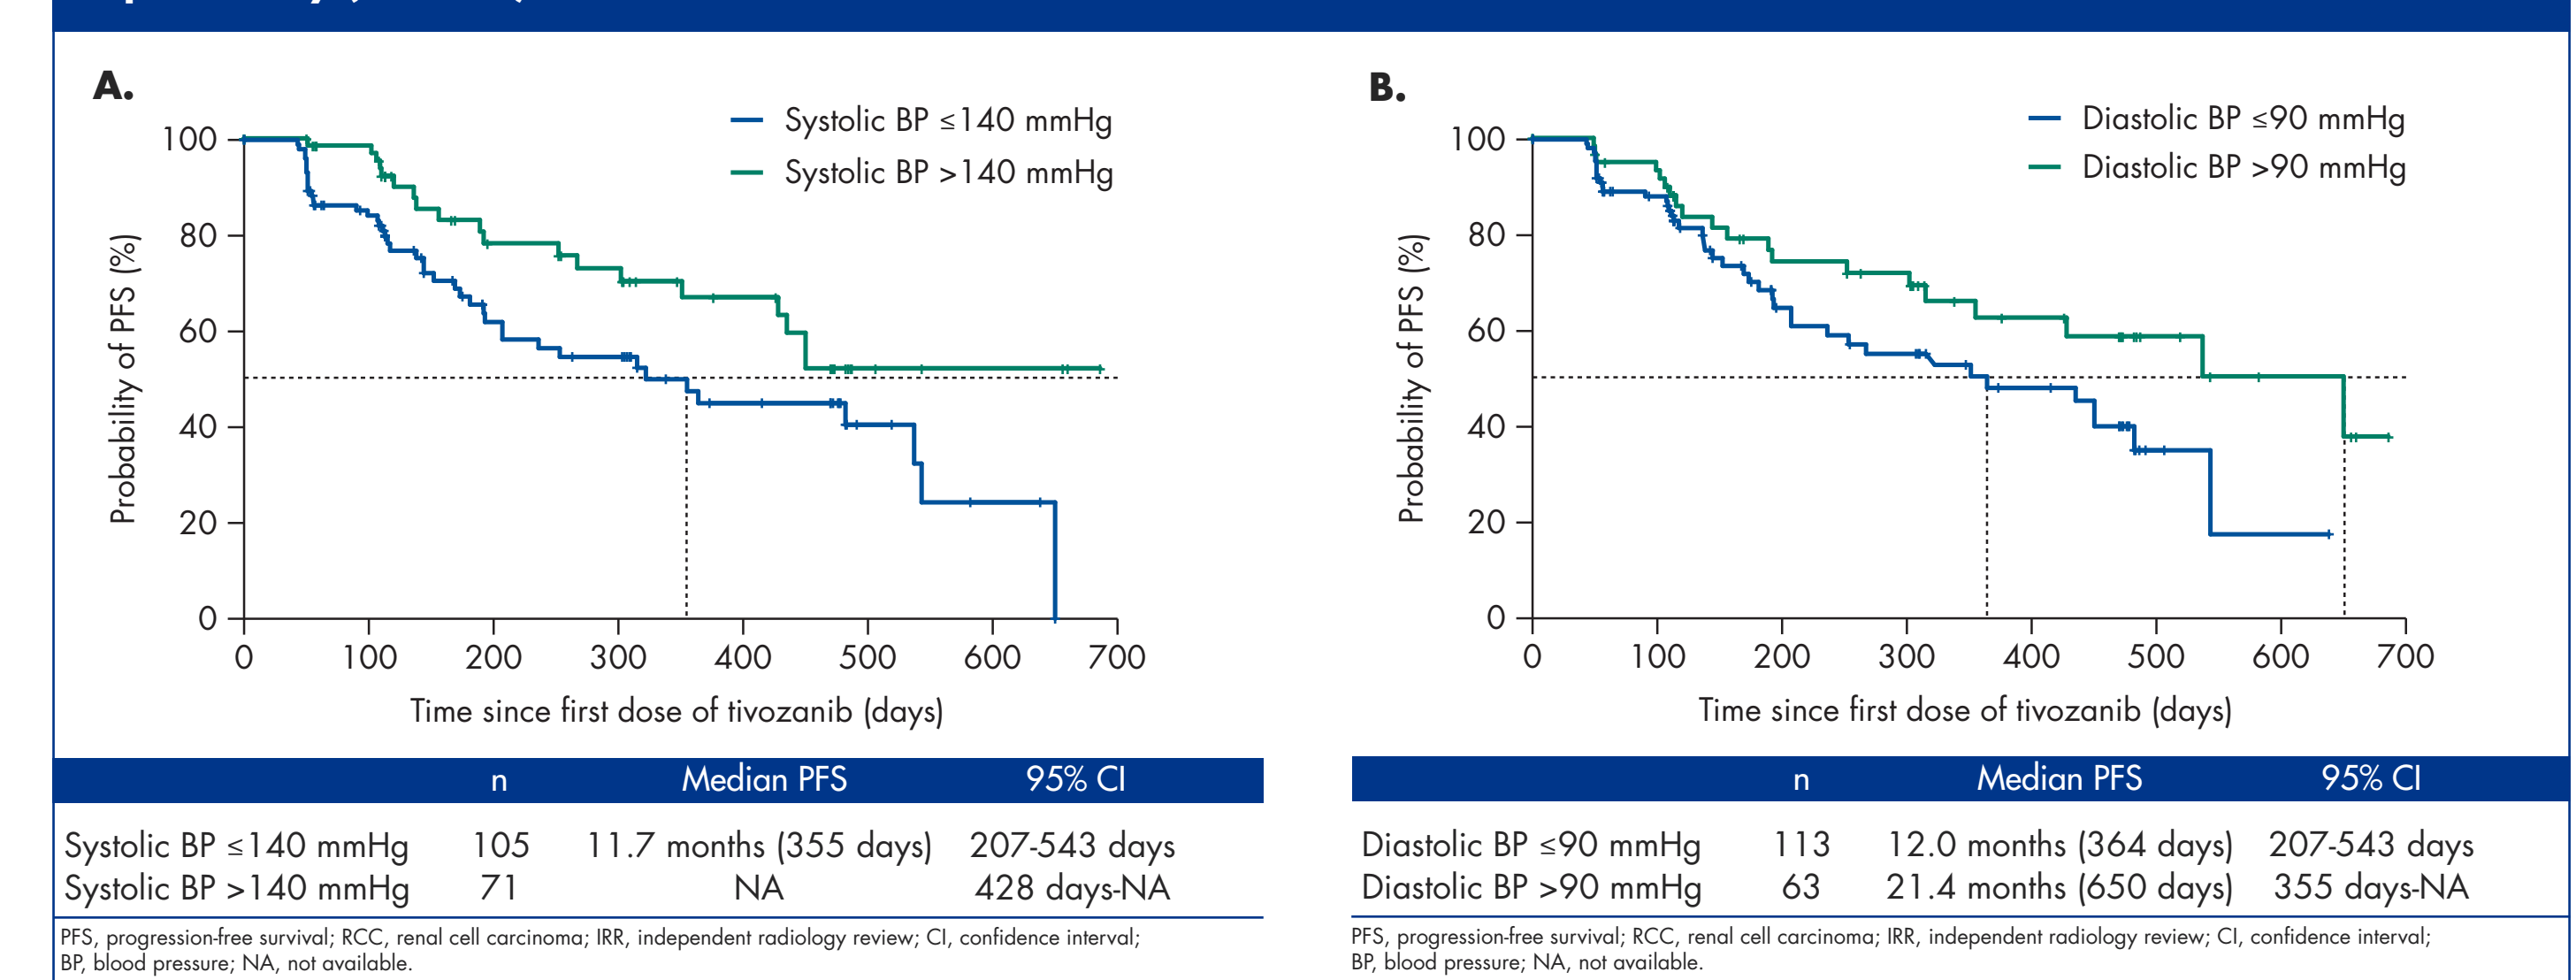 A.
Systolic BP ≤140 mmHg
Systolic BP >140 mmHg
Probability of PFS (%)
100
80
60
40
20
0
0 100 200 300 400 500 600 700
Time since first dose of tivozanib (days)
n Median PFS 95% CI
Systolic BP ≤140 mmHg 105 11.7 months (355 days) 207-543 days
Systolic BP >140 mmHg 71 NA 428 days-NA
PFS, progression-free survival; RCC, renal cell carcinoma; IRR, independent radiology review; CI, confidence interval;
BP, blood pressure; NA, not available.
B.
Diastolic BP ≤90 mmHg
Diastolic BP >90 mmHg
Probability of PFS (%)
100
80
60
40
20
0
0 100 200 300 400 500 600 700
Time since first dose of tivozanib (days)
n Median PFS 95% CI
Diastolic BP ≤90 mmHg 113 12.0 months (364 days) 207-543 days
Diastolic BP >90 mmHg 63 21.4 months (650 days) 355 days-NA
PFS, progression-free survival; RCC, renal cell carcinoma; IRR, independent radiology review; CI, confidence interval;
BP, blood pressure; NA, not available.